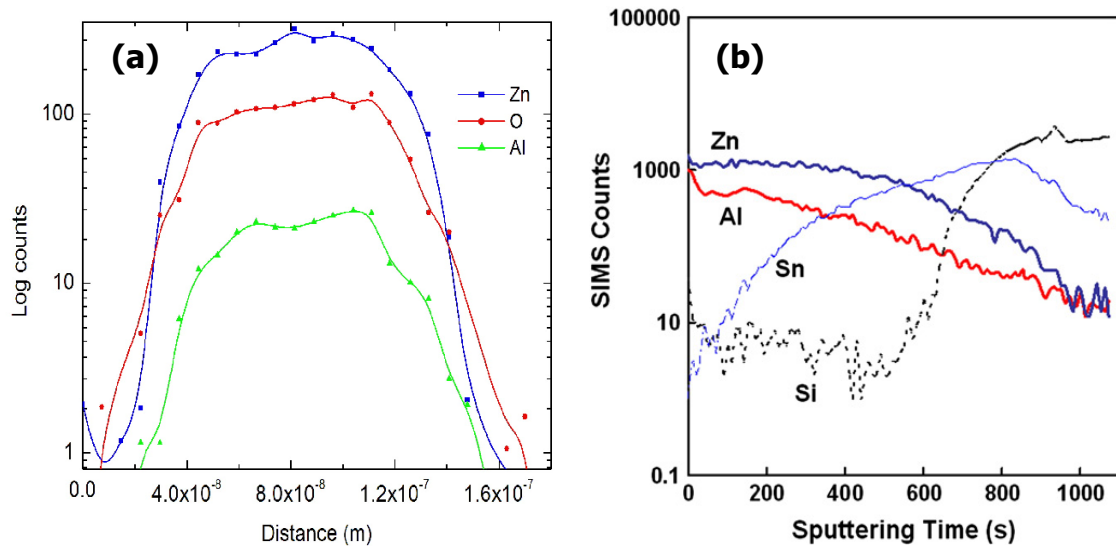 (a)
Zn
O
Al
100
10
1
Log counts
0.0 4.0x10⁻⁸ 8.0x10⁻⁸ 1.2x10⁻⁷ 1.6x10⁻⁷
Distance (m)
(b)
100000
1000
10
0.1
SIMS Counts
Zn
Al
Sn
Si
0 200 400 600 800 1000
Sputtering Time (s)